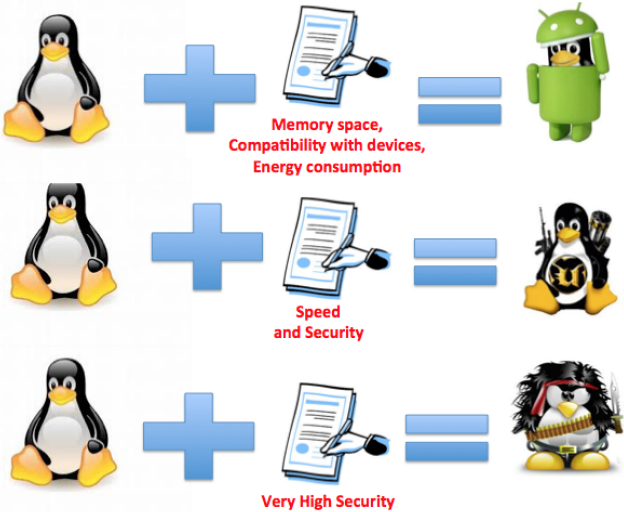 Memory space,
Compatibility with devices,
Energy consumption
Speed
and Security
Very High Security